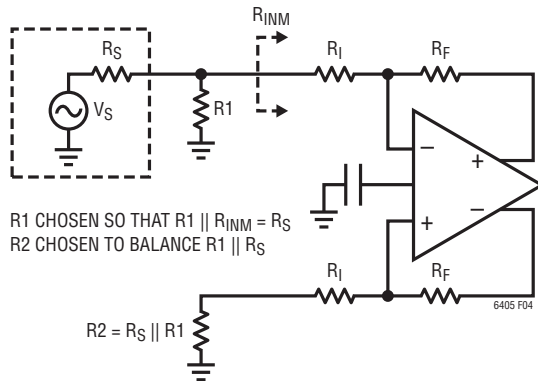 R_INM
R_S
R_I
R_F
V_S
R1
−
+
−
+
R1 CHOSEN SO THAT R1 || R_INM = R_S
R2 CHOSEN TO BALANCE R1 || R_S
R_I
R_F
6405 F04
R2 = R_S || R1